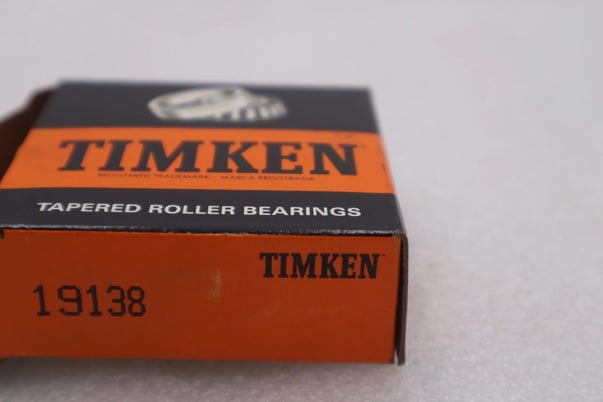 TIMKEN
REGISTERED TRADEMARK - MARCA REGISTRADA
TAPERED ROLLER BEARINGS
TIMKEN
19138